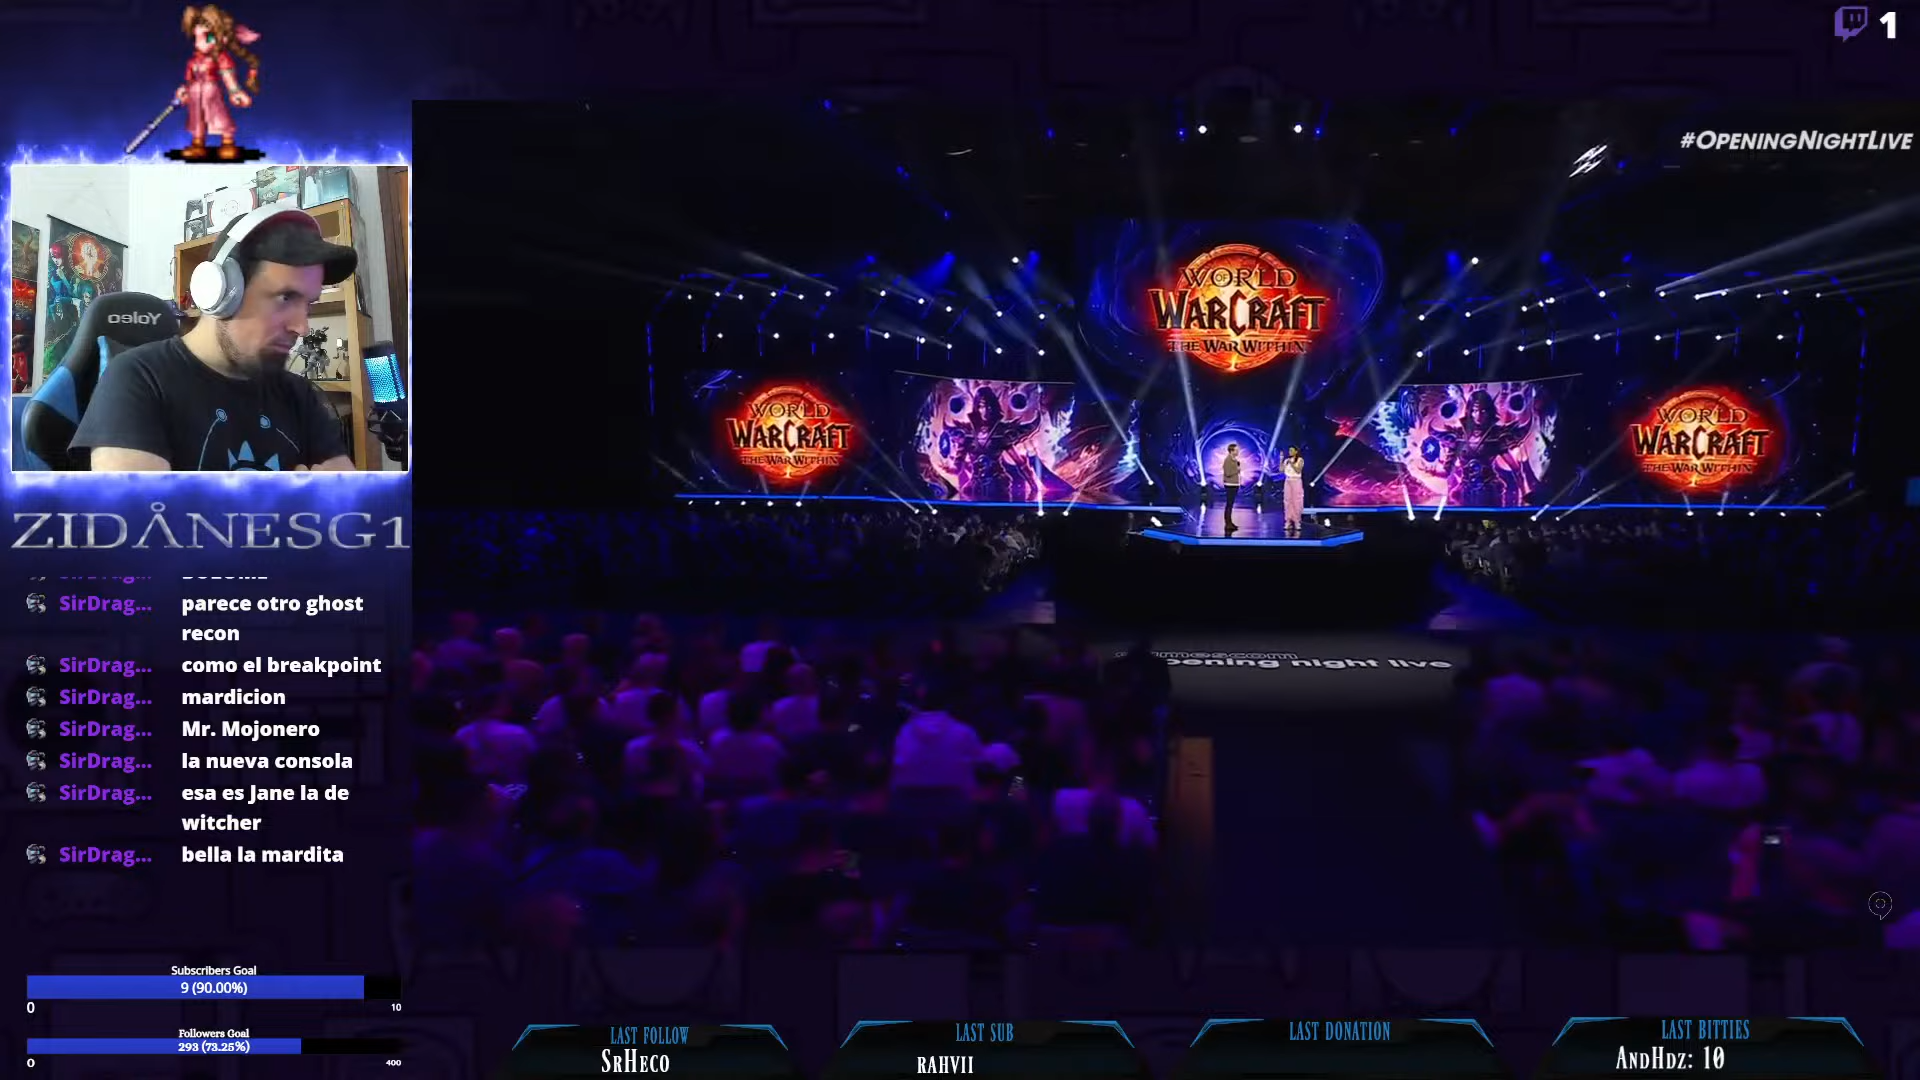 1
#OPENINGNIGHTLIVE
WORLD
OF
WARCRAFT
THE WAR WITHIN
WORLD
WARCRAFT
THE WAR WITHIN
WORLD
WARCRAFT
THE WAR WITHIN
opening night live
ZIDÅNESG1
SirDrag... parece otro ghost
recon
SirDrag... como el breakpoint
SirDrag... mardicion
SirDrag... Mr. Mojonero
SirDrag... la nueva consola
SirDrag... esa es Jane la de
witcher
SirDrag... bella la mardita
Subscribers Goal
9 (90.00%)
0 10
Followers Goal
293 (73.25%)
0 400
LAST FOLLOW
SRHECO
LAST SUB
RAHVII
LAST DONATION
LAST BITTIES
ANDHDZ: 10